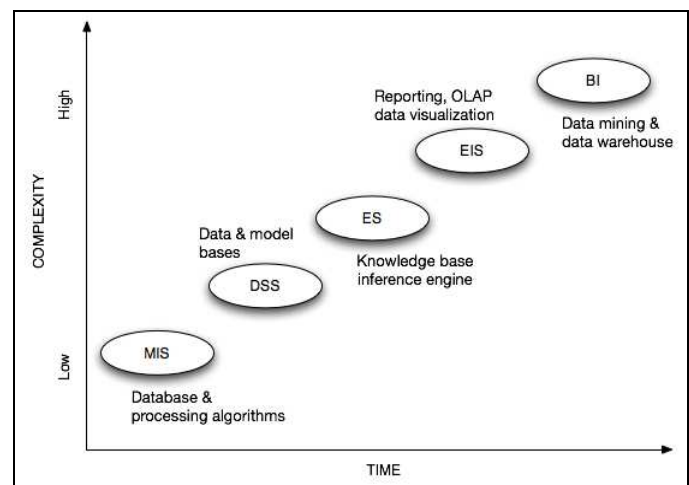 BI
Reporting, OLAP
data visualization
Data mining &
data warehouse
EIS
High
ES
Data & model
bases
Knowledge base
inference engine
COMPLEXITY
DSS
MIS
Low
Database &
processing algorithms
TIME